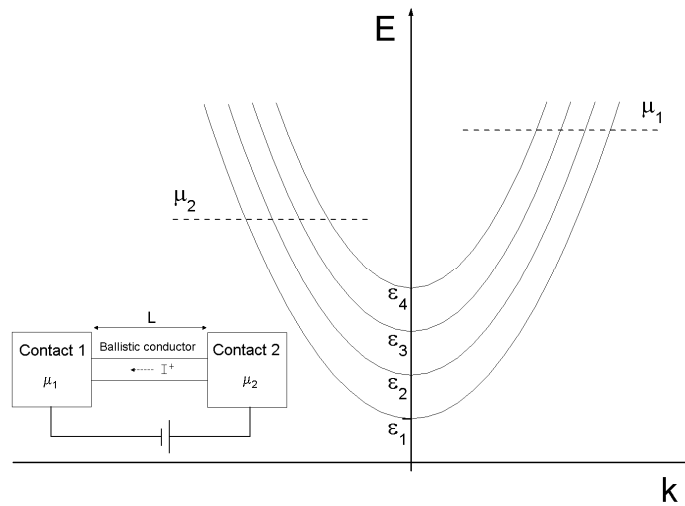 E
μ1
μ2
ε4
L
Contact 1
Ballistic conductor
Contact 2
ε3
I+
μ1
μ2
ε2
ε1
k